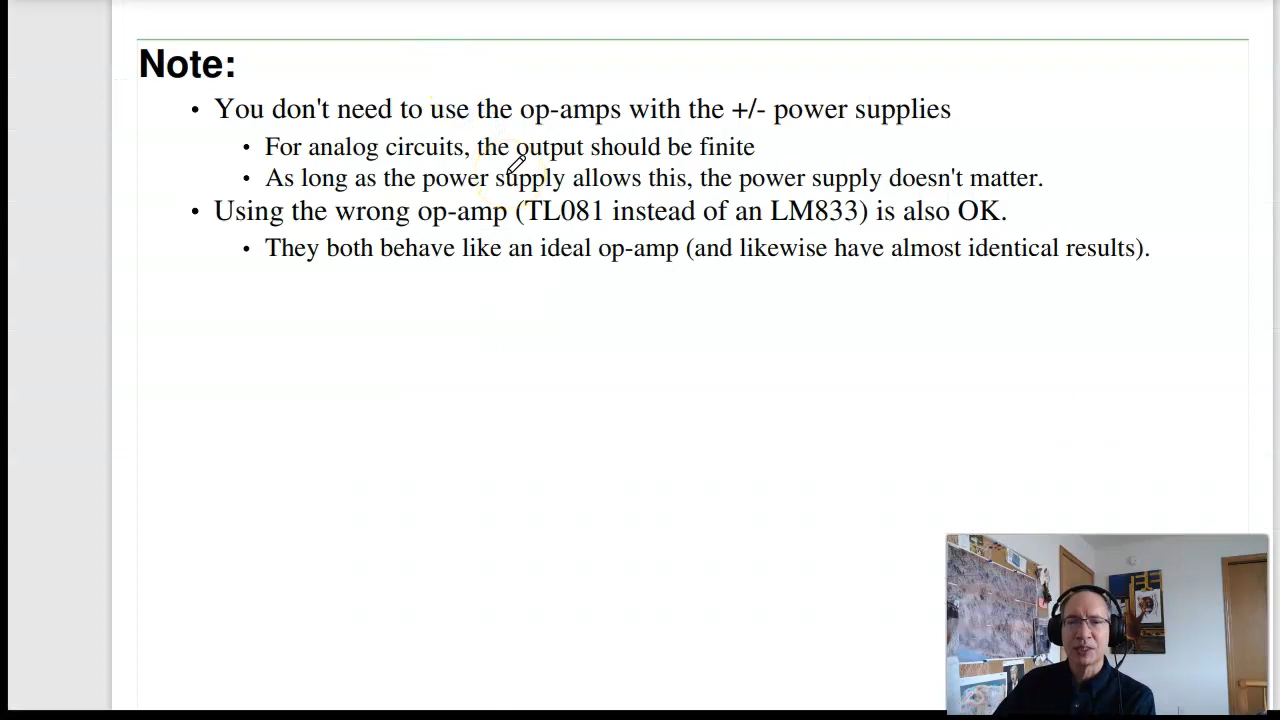 Note:
• You don't need to use the op-amps with the +/- power supplies
• For analog circuits, the output should be finite
• As long as the power supply allows this, the power supply doesn't matter.
• Using the wrong op-amp (TL081 instead of an LM833) is also OK.
• They both behave like an ideal op-amp (and likewise have almost identical results).